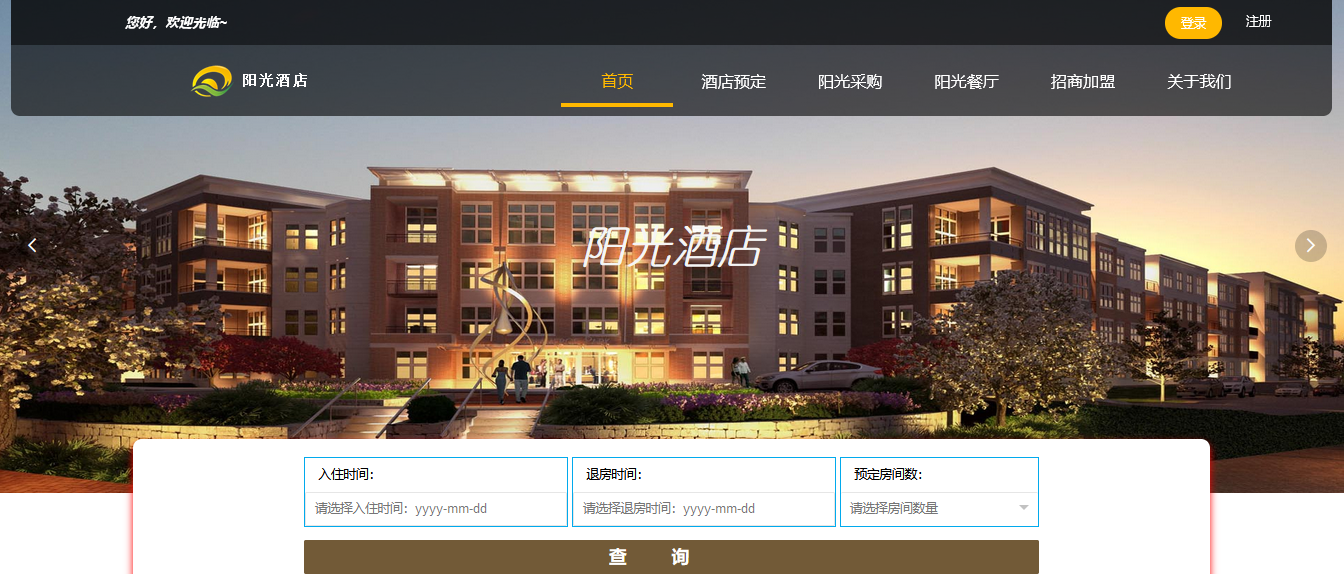 您好，欢迎光临~
登录 注册
阳光酒店
首页 酒店预定 阳光采购 阳光餐厅 招商加盟 关于我们
阳光酒店
入住时间： 退房时间： 预定房间数：
请选择入住时间：yyyy-mm-dd 请选择退房时间：yyyy-mm-dd 请选择房间数量
查 询